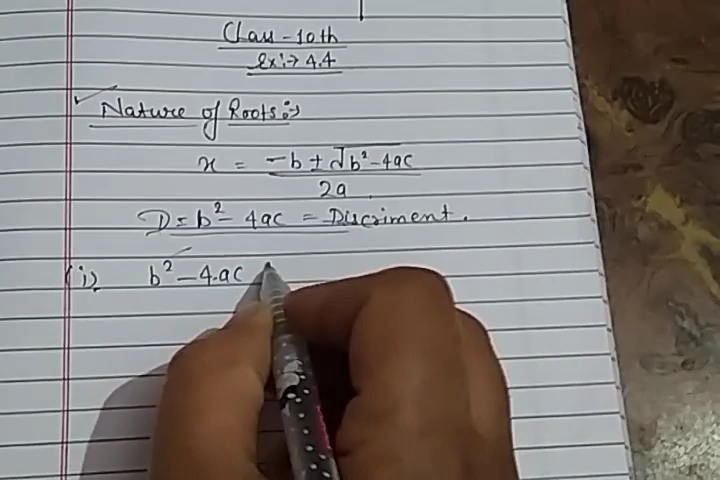 Class - 10th
Ex:→ 4.4
Nature of Roots:→
x = -b ± √b² - 4ac / 2a
D = b² - 4ac = Discriment.
(i) b² - 4ac